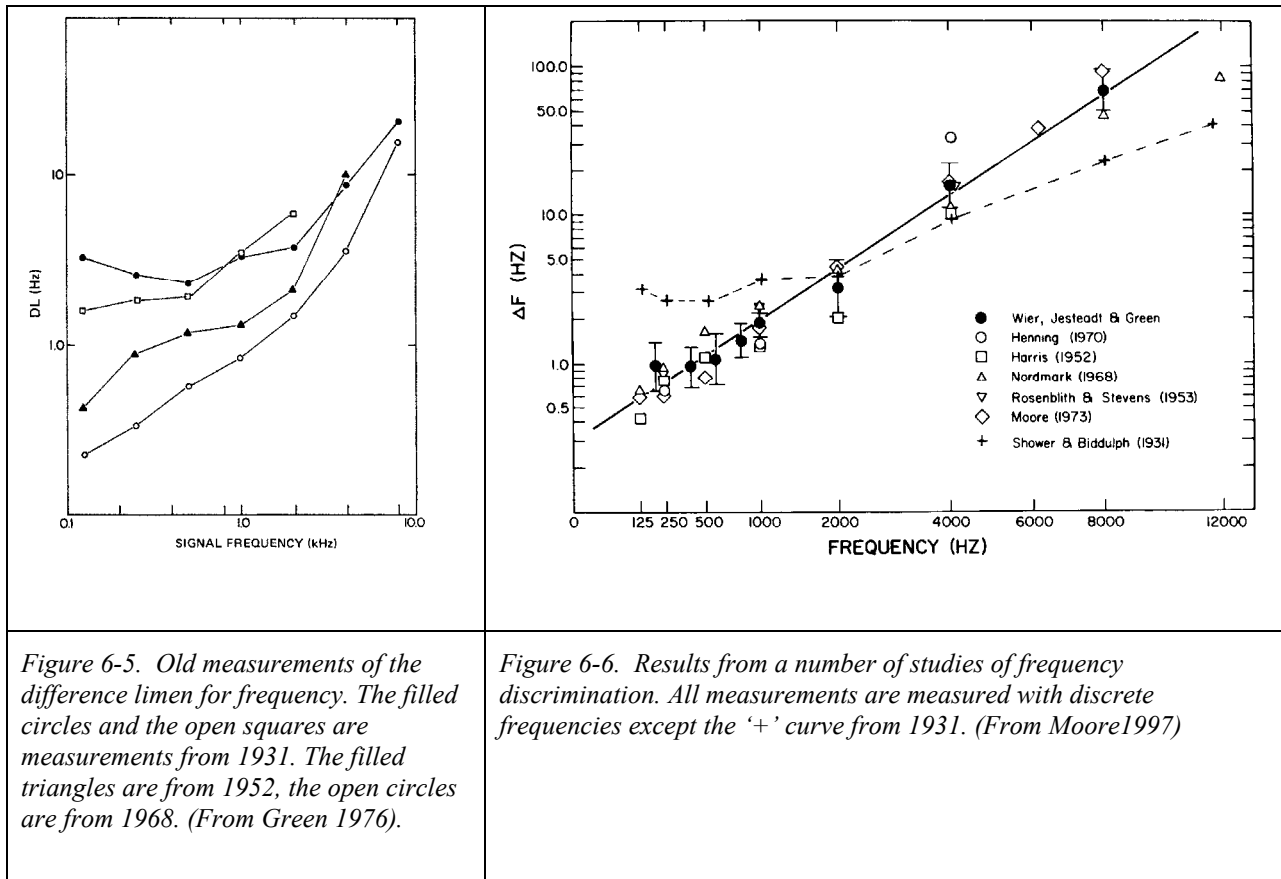 DL (Hz)
10
1.0
0.1
1.0
10.0
SIGNAL FREQUENCY (kHz)
ΔF (HZ)
100.0
50.0
10.0
5.0
1.0
0.5
0
125
250
500
1000
2000
4000
6000
8000
12000
FREQUENCY (HZ)
Wier, Jesteadt & Green
Henning (1970)
Harris (1952)
Nordmark (1968)
Rosenblith & Stevens (1953)
Moore (1973)
Shower & Biddulph (1931)
Figure 6-5. Old measurements of the
difference limen for frequency. The filled
circles and the open squares are
measurements from 1931. The filled
triangles are from 1952, the open circles
are from 1968. (From Green 1976).
Figure 6-6. Results from a number of studies of frequency
discrimination. All measurements are measured with discrete
frequencies except the ‘+’ curve from 1931. (From Moore1997)